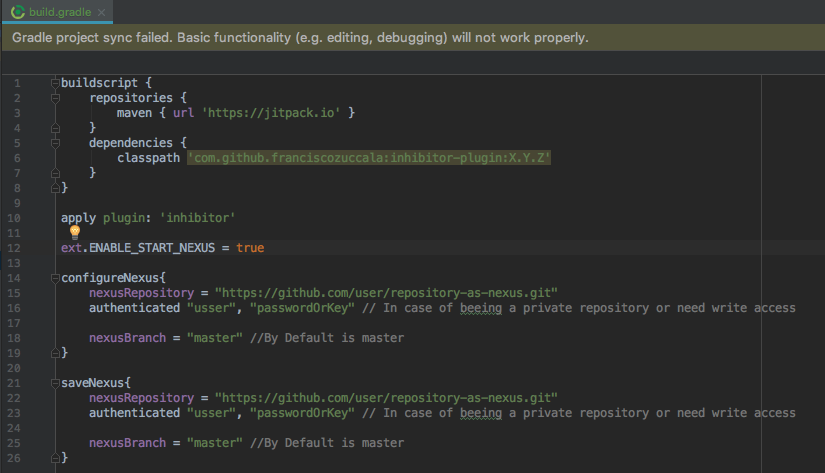 build.gradle
Gradle project sync failed. Basic functionality (e.g. editing, debugging) will not work properly.
1 buildscript {
2 repositories {
3 maven { url 'https://jitpack.io' }
4 }
5 dependencies {
6 classpath 'com.github.franciscozuccala:inhibitor-plugin:X.Y.Z'
7 }
8 }
9
10 apply plugin: 'inhibitor'
11
12 ext.ENABLE_START_NEXUS = true
13
14 configureNexus{
15 nexusRepository = "https://github.com/user/repository-as-nexus.git"
16 authenticated "usser", "passwordOrKey" // In case of beeing a private repository or need write access
17
18 nexusBranch = "master" //By Default is master
19 }
20
21 saveNexus{
22 nexusRepository = "https://github.com/user/repository-as-nexus.git"
23 authenticated "usser", "passwordOrKey" // In case of beeing a private repository or need write access
24
25 nexusBranch = "master" //By Default is master
26 }